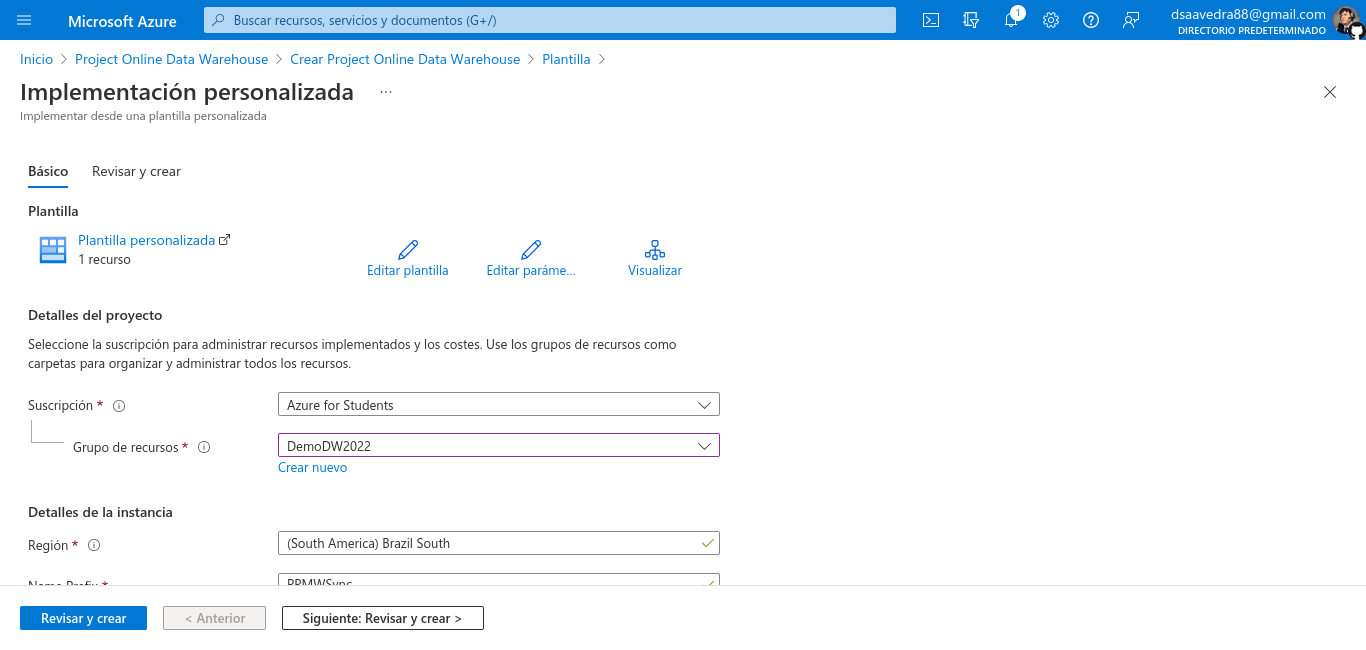 Microsoft Azure
Buscar recursos, servicios y documentos (G+/)
1
dsaavedra88@gmail.com
DIRECTORIO PREDETERMINADO
Inicio > Project Online Data Warehouse > Crear Project Online Data Warehouse > Plantilla >
Implementación personalizada ...
Implementar desde una plantilla personalizada
Básico Revisar y crear
Plantilla
Plantilla personalizada
1 recurso
Editar plantilla Editar paráme... Visualizar
Detalles del proyecto
Seleccione la suscripción para administrar recursos implementados y los costes. Use los grupos de recursos como
carpetas para organizar y administrar todos los recursos.
Suscripción * Azure for Students
Grupo de recursos * DemoDW2022
Crear nuevo
Detalles de la instancia
Región * (South America) Brazil South
Name Prefix * PPMWSync
Revisar y crear < Anterior Siguiente: Revisar y crear >